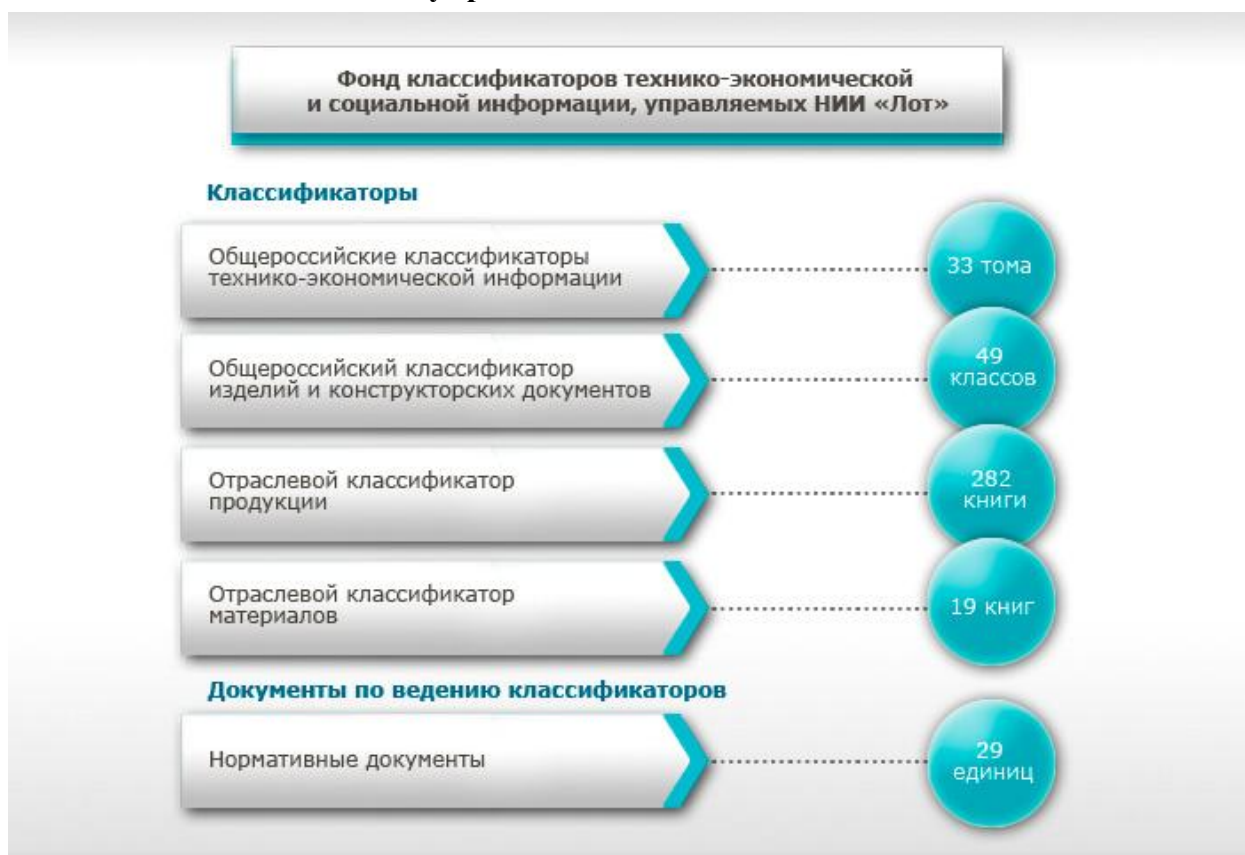 Фонд классификаторов технико-экономической
и социальной информации, управляемых НИИ «Лот»
Классификаторы
Общероссийские классификаторы
технико-экономической информации
33 тома
Общероссийский классификатор
изделий и конструкторских документов
49
классов
Отраслевой классификатор
продукции
282
книги
Отраслевой классификатор
материалов
19 книг
Документы по ведению классификаторов
Нормативные документы
29
единиц